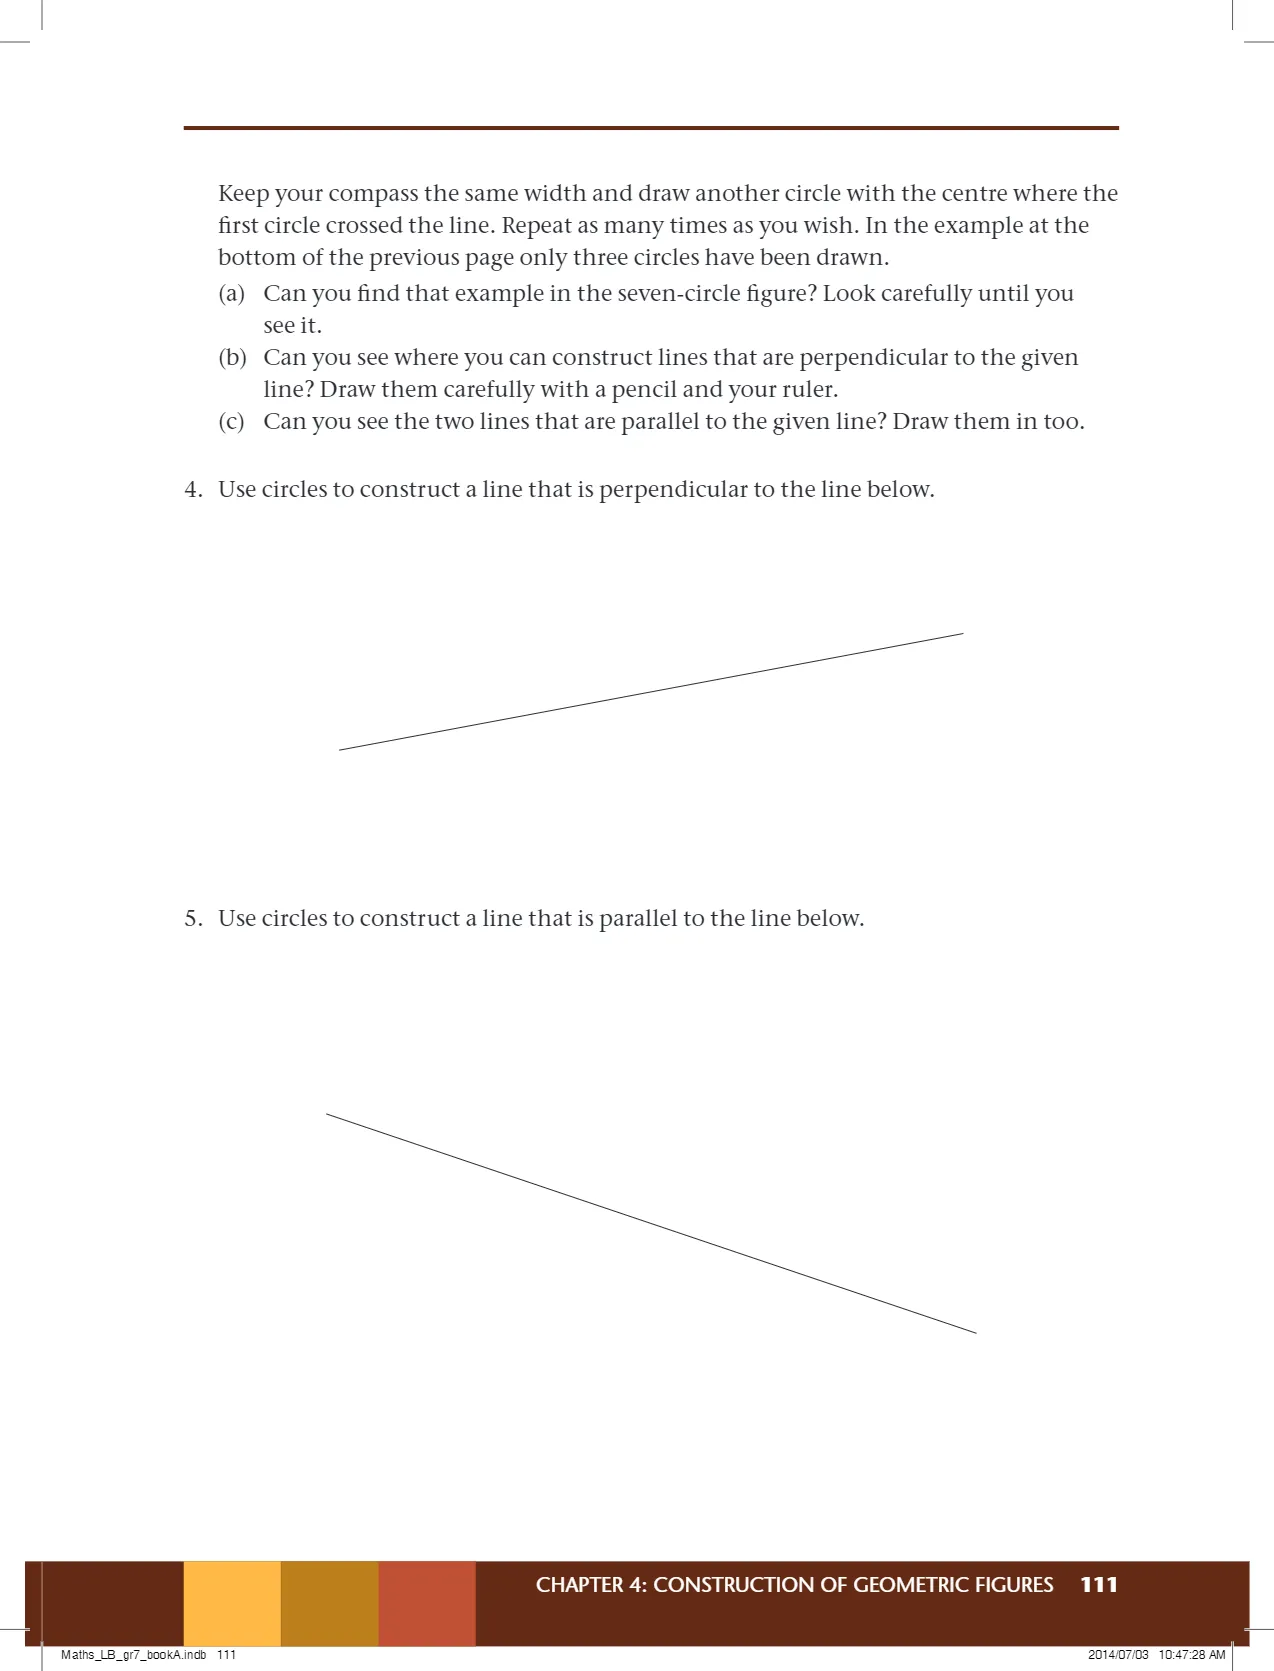 Keep your compass the same width and draw another circle with the centre where the
first circle crossed the line. Repeat as many times as you wish. In the example at the
bottom of the previous page only three circles have been drawn.
(a) Can you find that example in the seven-circle figure? Look carefully until you
see it.
(b) Can you see where you can construct lines that are perpendicular to the given
line? Draw them carefully with a pencil and your ruler.
(c) Can you see the two lines that are parallel to the given line? Draw them in too.
4. Use circles to construct a line that is perpendicular to the line below.
5. Use circles to construct a line that is parallel to the line below.
CHAPTER 4: CONSTRUCTION OF GEOMETRIC FIGURES 111
Maths_LB_gr7_bookA.indb 111 2014/07/03 10:47:28 AM